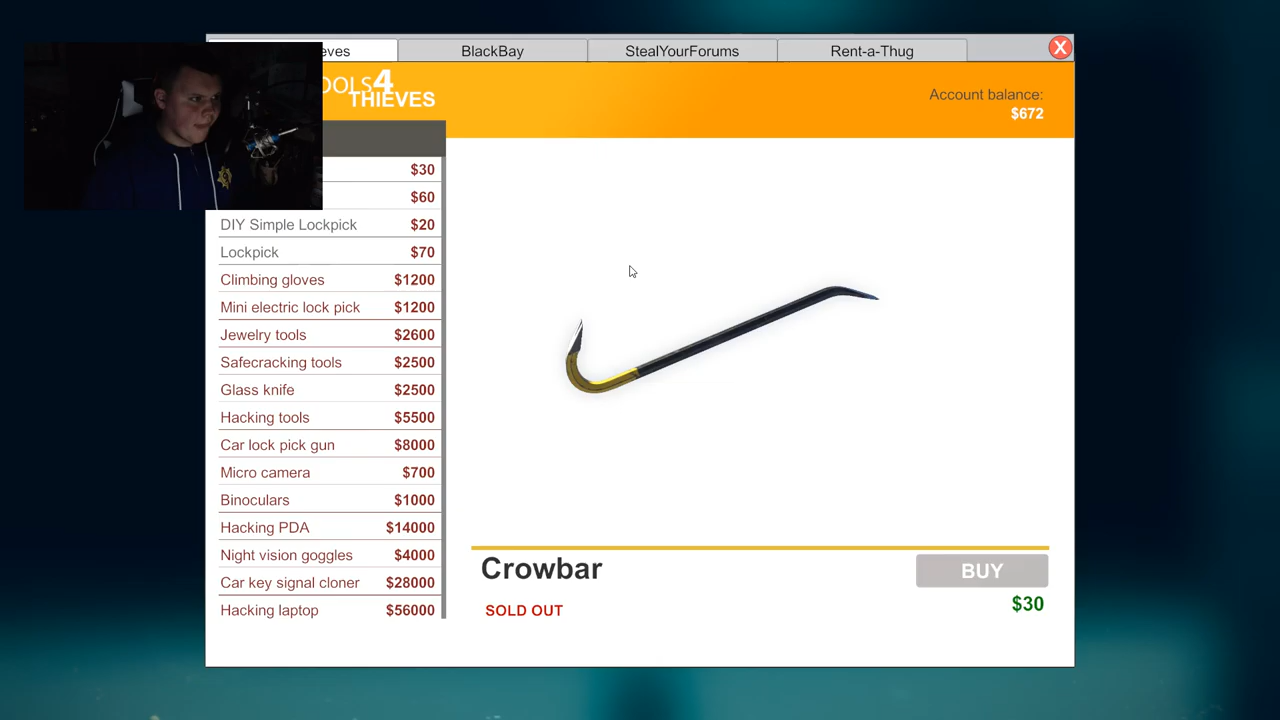 eves
BlackBay
StealYourForums
Rent-a-Thug
X
OOLS4
THIEVES
Account balance:
$672
$30
$60
DIY Simple Lockpick $20
Lockpick $70
Climbing gloves $1200
Mini electric lock pick $1200
Jewelry tools $2600
Safecracking tools $2500
Glass knife $2500
Hacking tools $5500
Car lock pick gun $8000
Micro camera $700
Binoculars $1000
Hacking PDA $14000
Night vision goggles $4000
Car key signal cloner $28000
Hacking laptop $56000
Crowbar
BUY
SOLD OUT
$30